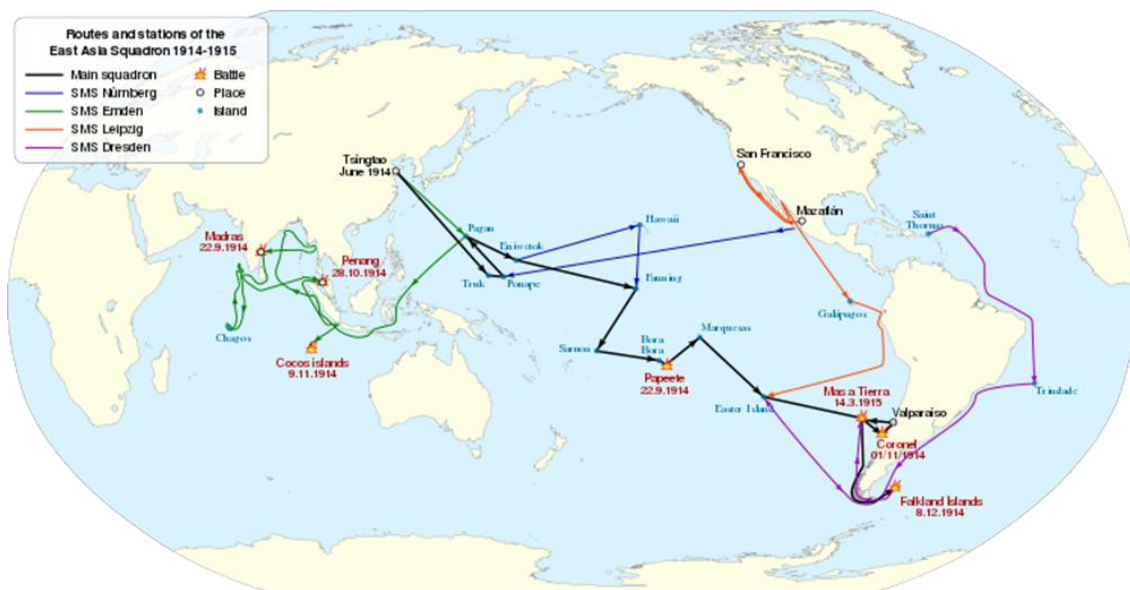 Routes and stations of the
East Asia Squadron 1914-1915
Main squadron
SMS Nürnberg
SMS Emden
SMS Leipzig
SMS Dresden
Battle
Place
Island
Tsingtao
June 1914
San Francisco
Mazatlán
Saint
Thomas
Hawaii
Pagan
Eniwetok
Madras
22.9.1914
Penang
28.10.1914
Truk
Ponape
Fanning
Galápagos
Chagos
Marquesas
Bora
Bora
Samoa
Cocos islands
9.11.1914
Papeete
22.9.1914
Mas a Tierra
14.3.1915
Trindade
Easter Island
Valparaiso
Coronel
01/11/1914
Falkland Islands
8.12.1914